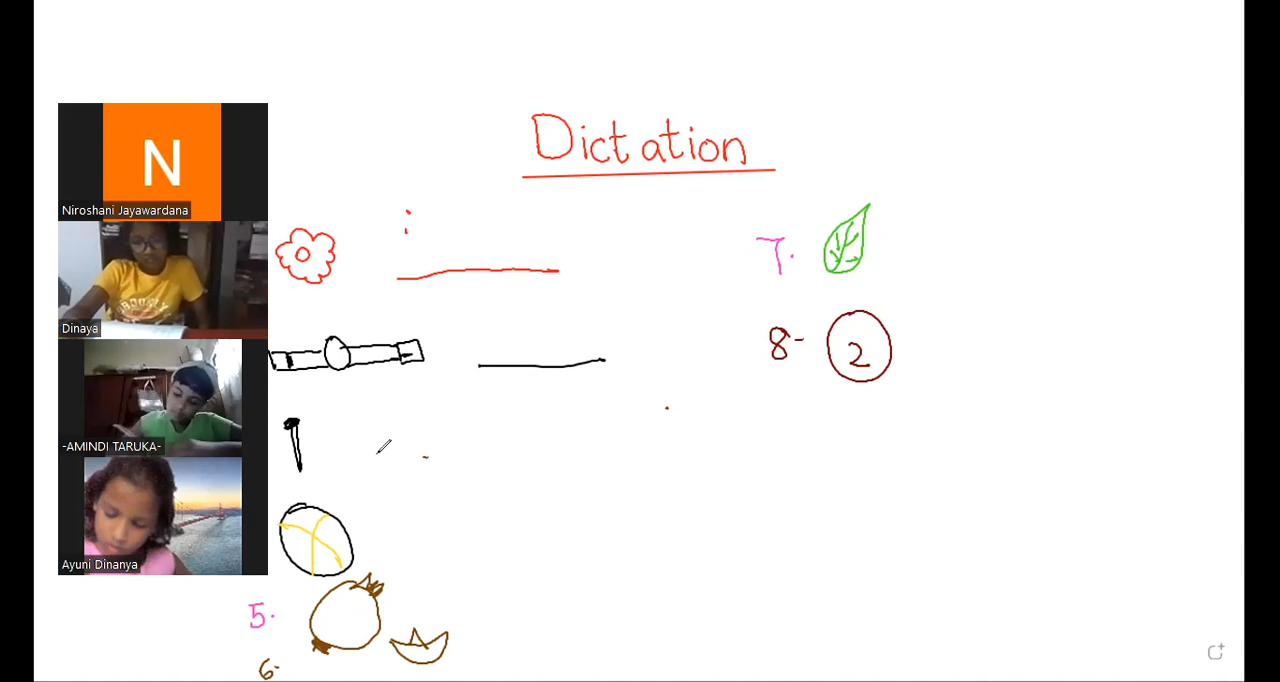 Dictation
N
Niroshani Jayawardana
Dinaya
-AMINDI TARUKA-
Ayuni Dinanya
5.
6-
7.
8- 2